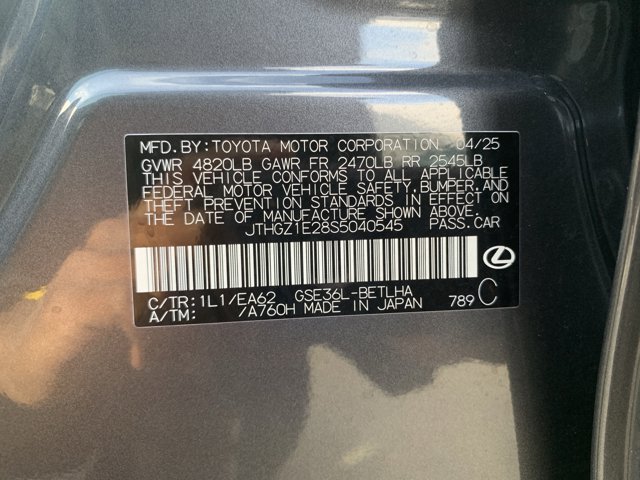 MFD. BY: TOYOTA MOTOR CORPORATION 04/25
GVWR 4820LB GAWR FR 2470LB RR 2545LB
THIS VEHICLE CONFORMS TO ALL APPLICABLE
FEDERAL MOTOR VEHICLE SAFETY, BUMPER, AND
THEFT PREVENTION STANDARDS IN EFFECT ON
THE DATE OF MANUFACTURE SHOWN ABOVE.
JTHGZ1E28S5040545 PASS. CAR
C/TR: 1L1/EA62 GSE36L-BETLHA
A/TM: /A760H MADE IN JAPAN 789 C